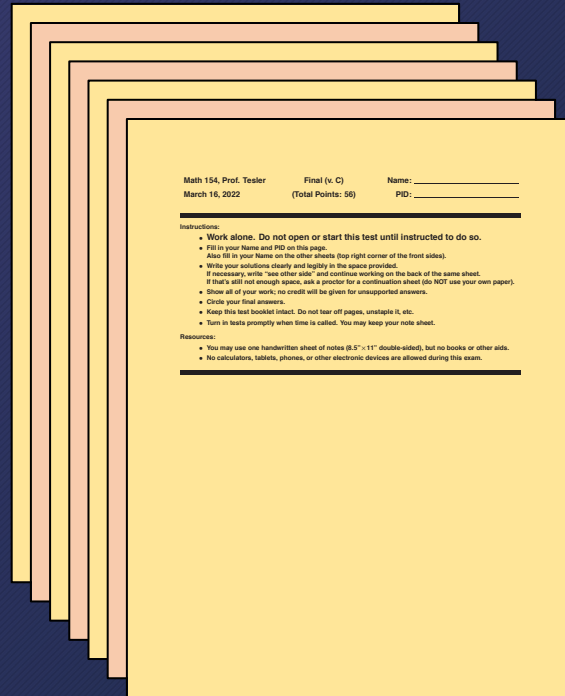 Math 154, Prof. Tesler Final (v. C) Name:
March 16, 2022 (Total Points: 56) PID:
Instructions:
• Work alone. Do not open or start this test until instructed to do so.
• Fill in your Name and PID on this page.
Also fill in your Name on the other sheets (top right corner of the front sides).
• Write your solutions clearly and legibly in the space provided.
If necessary, write “see other side” and continue working on the back of the same sheet.
If that's still not enough space, ask a proctor for a continuation sheet (do NOT use your own paper).
• Show all of your work; no credit will be given for unsupported answers.
• Circle your final answers.
• Keep this test booklet intact. Do not tear off pages, unstaple it, etc.
• Turn in tests promptly when time is called. You may keep your note sheet.
Resources:
• You may use one handwritten sheet of notes (8.5”×11” double-sided), but no books or other aids.
• No calculators, tablets, phones, or other electronic devices are allowed during this exam.